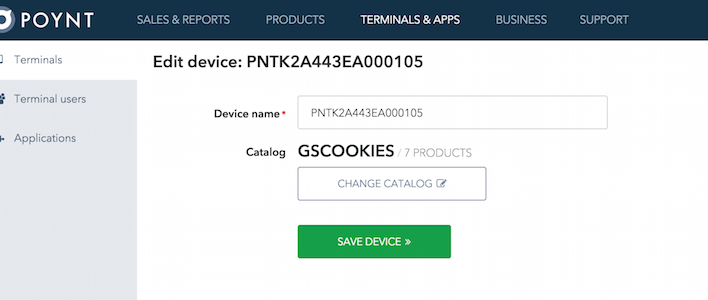 POYNT
SALES & REPORTS
PRODUCTS
TERMINALS & APPS
BUSINESS
SUPPORT
Terminals
Terminal users
Applications
Edit device: PNTK2A443EA000105
Device name *
PNTK2A443EA000105
Catalog
GSCOOKIES / 7 PRODUCTS
CHANGE CATALOG
SAVE DEVICE »